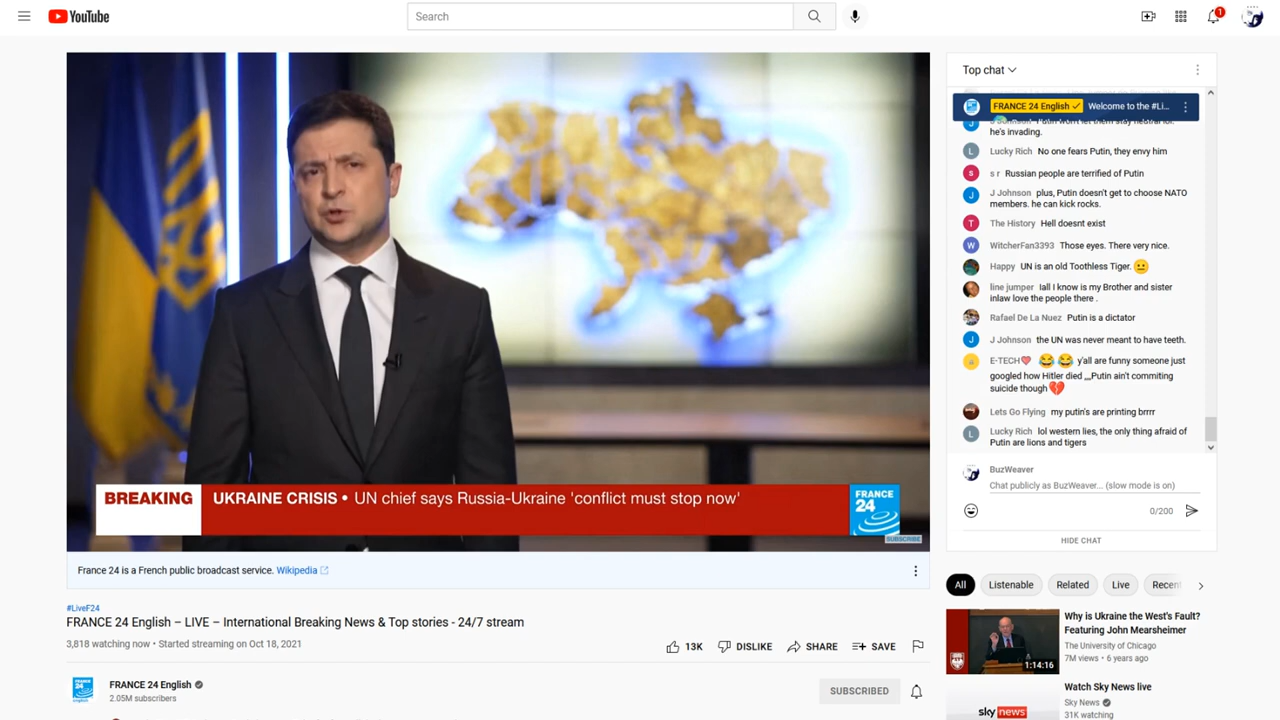 YouTube
Search
1
BREAKING
UKRAINE CRISIS • UN chief says Russia-Ukraine 'conflict must stop now'
FRANCE
24
SUBSCRIBE
France 24 is a French public broadcast service. Wikipedia
#LiveF24
FRANCE 24 English – LIVE – International Breaking News & Top stories - 24/7 stream
3,818 watching now • Started streaming on Oct 18, 2021
13K
DISLIKE
SHARE
SAVE
FRANCE 24 English
2.05M subscribers
SUBSCRIBED
Top chat
FRANCE 24 English Welcome to the #Li...
he's invading.
Lucky Rich No one fears Putin, they envy him
s r Russian people are terrified of Putin
J Johnson plus, Putin doesn't get to choose NATO
members. he can kick rocks.
The History Hell doesnt exist
WitcherFan3393 Those eyes. There very nice.
Happy UN is an old Toothless Tiger. 😐
line jumper Iall I know is my Brother and sister
inlaw love the people there .
Rafael De La Nuez Putin is a dictator
J Johnson the UN was never meant to have teeth.
E-TECH💗 😂 😂 y'all are funny someone just
googled how Hitler died ,,,Putin ain't commiting
suicide though 💔
Lets Go Flying my putin's are printing brrrr
Lucky Rich lol western lies, the only thing afraid of
Putin are lions and tigers
BuzWeaver
Chat publicly as BuzWeaver... (slow mode is on)
0/200
HIDE CHAT
All
Listenable
Related
Live
Recen
Why is Ukraine the West's Fault?
Featuring John Mearsheimer
The University of Chicago
7M views • 6 years ago
1:14:16
Watch Sky News live
Sky News
31K watching
sky news